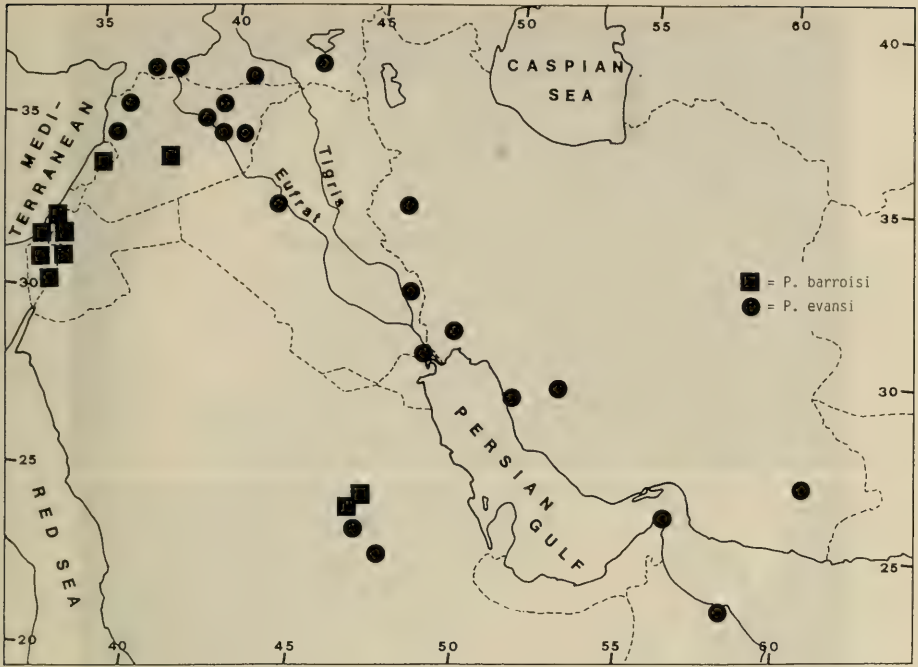 35 40 45 50 55 60
40
CASPIAN
SEA
35
MEDI-
TERRANEAN
Tigris
Eufrat
35
30
= P. barroisi
= P. evansi
30
PERSIAN
GULF
25
RED SEA
25
20
40 45 50 55 60